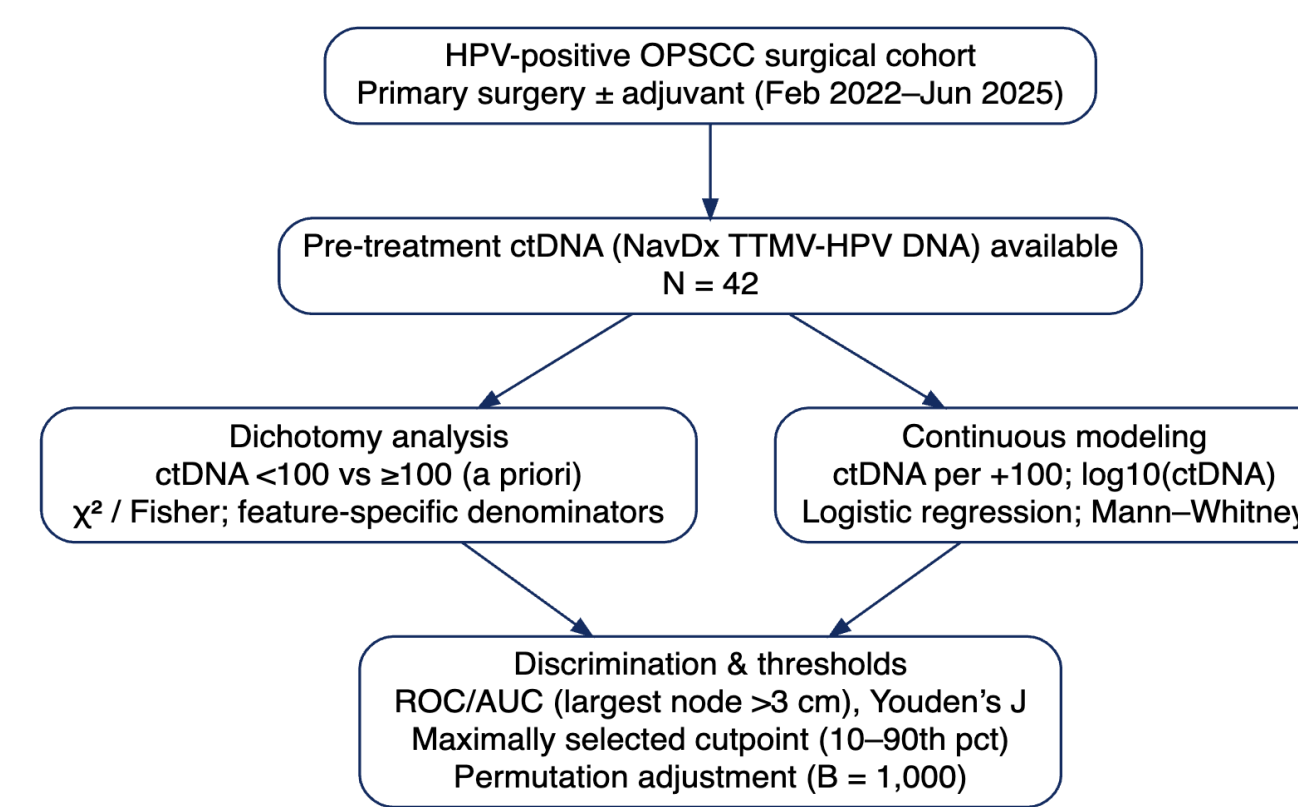 HPV-positive OPSCC surgical cohort
Primary surgery ± adjuvant (Feb 2022–Jun 2025)
Pre-treatment ctDNA (NavDx TTMV-HPV DNA) available
N = 42
Dichotomy analysis
ctDNA <100 vs ≥100 (a priori)
χ² / Fisher; feature-specific denominators
Continuous modeling
ctDNA per +100; log10(ctDNA)
Logistic regression; Mann–Whitney
Discrimination & thresholds
ROC/AUC (largest node >3 cm), Youden’s J
Maximally selected cutpoint (10–90th pct)
Permutation adjustment (B = 1,000)